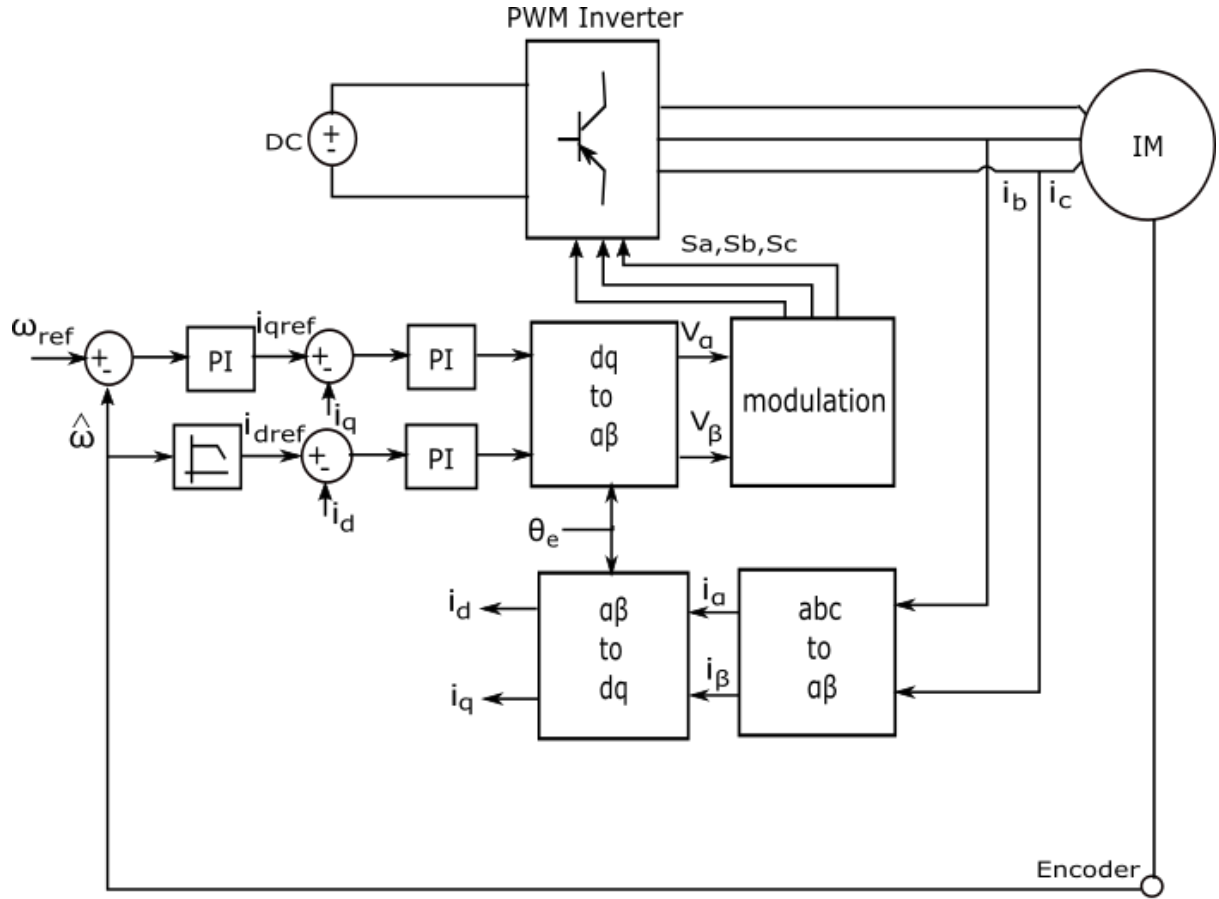 PWM Inverter
DC
+
-
IM
i_b i_c
Sa,Sb,Sc
ω_ref
+
-
PI
i_qref
+
-
i_q
PI
dq
to
αβ
V_α
V_β
modulation
ω̂
i_dref
+
-
i_d
PI
θ_e
i_d
i_q
αβ
to
dq
i_α
i_β
abc
to
αβ
Encoder